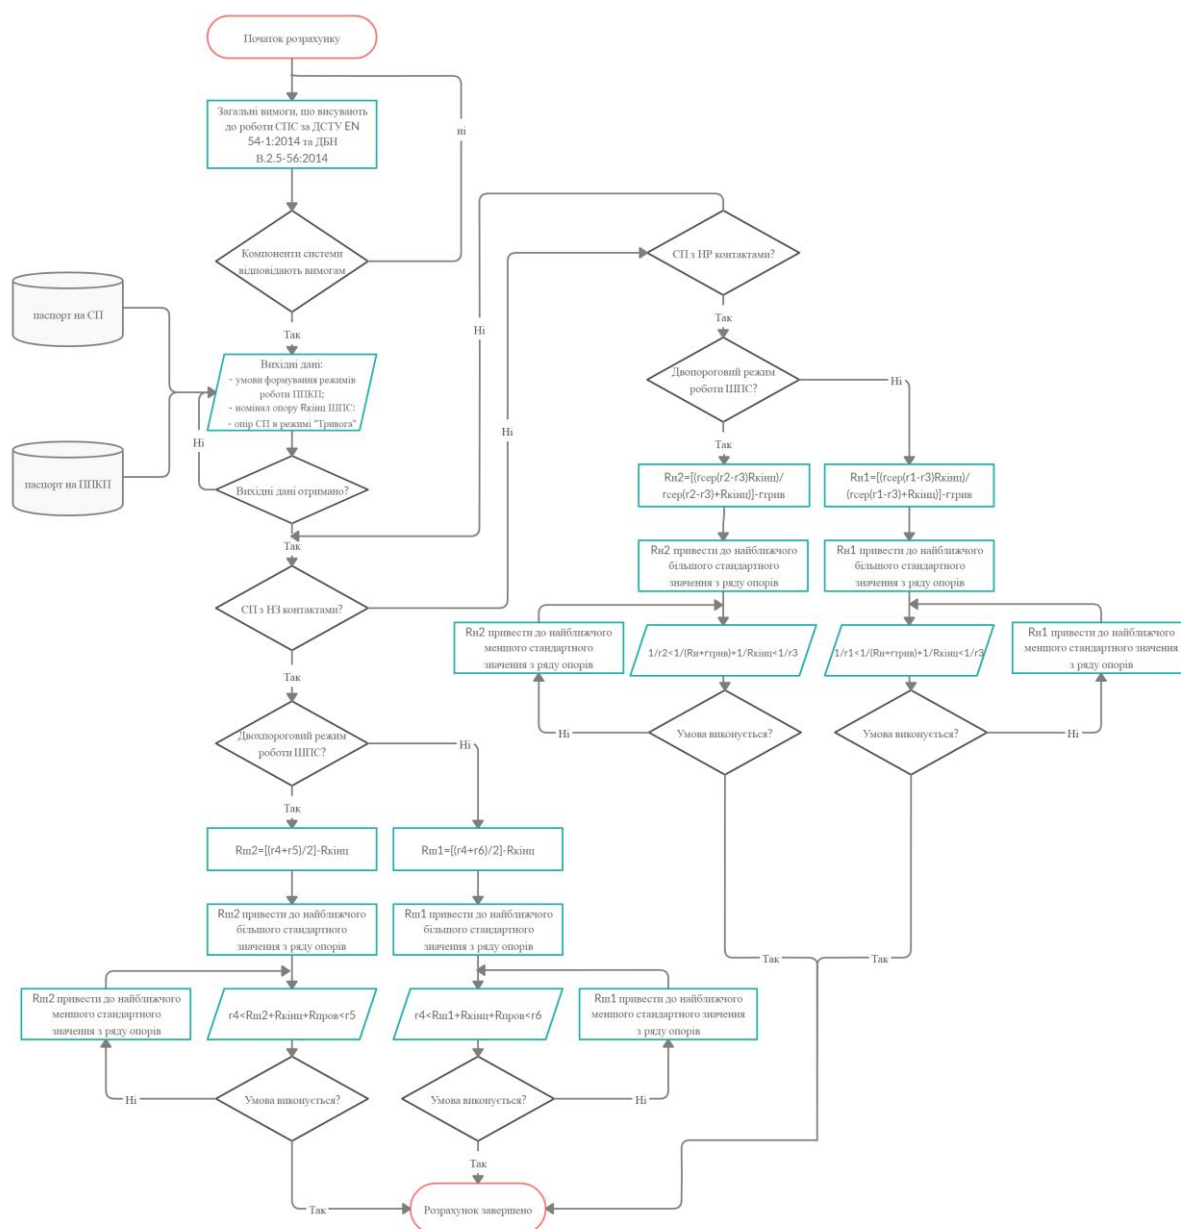 Початок розрахунку
Загальні вимоги, що висувають
до роботи СПС за ДСТУ EN
54-1:2014 та ДБН
В.2.5-56:2014
ні
Компоненти системи
відповідають вимогам
Так
паспорт на СП
паспорт на ППКП
Вихідні дані:
- умови формування режимів
роботи ППКП;
- номінал опору Rкінц ШПС:
- опір СП в режимі "Тривога"
Ні
Вихідні дані отримано?
Так
СП з НЗ контактами?
Ні
Ні
СП з НР контактами?
Так
Двопороговий режим
роботи ШПС?
Ні
Так
Rн2=[(rсер(r2-r3)Rкінц)/
rсер(r2-r3)+Rкінц)]-rтрив
Rн1=[(rсер(r1-r3)Rкінц)/
(rсер(r1-r3)+Rкінц)]-rтрив
Rн2 привести до найближчого
більшого стандартного
значення з ряду опорів
Rн1 привести до найближчого
більшого стандартного
значення з ряду опорів
Rн2 привести до найближчого
меншого стандартного
значення з ряду опорів
1/r2<1/(Rн+rтрив)+1/Rкінц<1/r3
1/r1<1/(Rн+rтрив)+1/Rкінц<1/r3
Rн1 привести до найближчого
меншого стандартного значення
з ряду опорів
Ні
Умова виконується?
Умова виконується?
Ні
Так
Так
Так
Двохпороговий режим
роботи ШПС?
Ні
Так
Rш2=[(r4+r5)/2]-Rкінц
Rш1=[(r4+r6)/2]-Rкінц
Rш2 привести до найближчого
більшого стандартного
значення з ряду опорів
Rш1 привести до найближчого
більшого стандартного
значення з ряду опорів
Rш2 привести до найближчого
меншого стандартного
значення з ряду опорів
r4<Rш2+Rкінц+Rпров<r5
r4<Rш1+Rкінц+Rпров<r6
Rш1 привести до найближчого
меншого стандартного значення
з ряду опорів
Ні
Умова виконується?
Умова виконується?
Ні
Так
Так
Розрахунок завершено